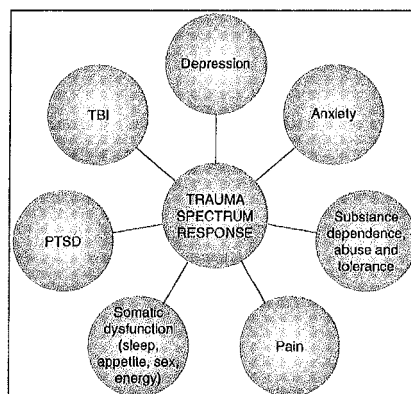 Depression
TBI
Anxiety
TRAUMA
SPECTRUM
RESPONSE
PTSD
Substance
dependence,
abuse and
tolerance
Somatic
dysfunction
(sleep,
appetite, sex,
energy)
Pain